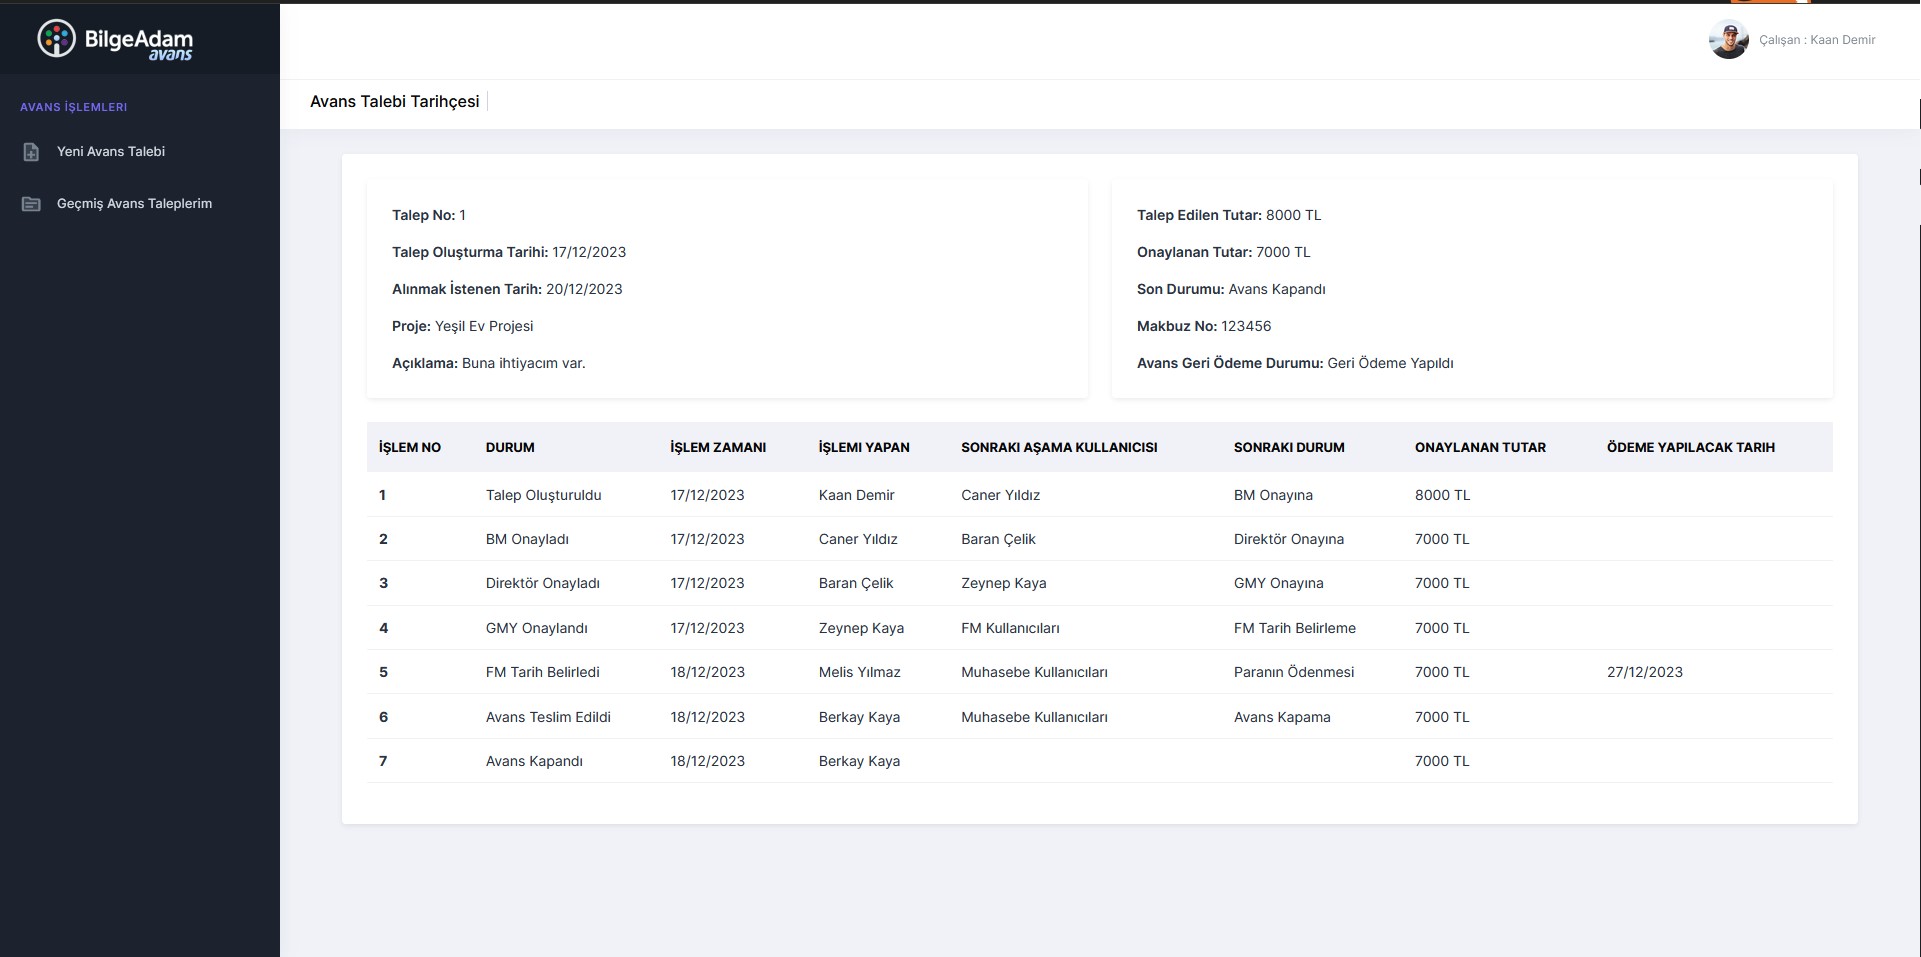 BilgeAdam
avans
Çalışan : Kaan Demir
AVANS İŞLEMLERI
Yeni Avans Talebi
Geçmiş Avans Taleplerim
Avans Talebi Tarihçesi
Talep No: 1
Talep Oluşturma Tarihi: 17/12/2023
Alınmak İstenen Tarih: 20/12/2023
Proje: Yeşil Ev Projesi
Açıklama: Buna ihtiyacım var.
Talep Edilen Tutar: 8000 TL
Onaylanan Tutar: 7000 TL
Son Durumu: Avans Kapandı
Makbuz No: 123456
Avans Geri Ödeme Durumu: Geri Ödeme Yapıldı
İŞLEM NO DURUM İŞLEM ZAMANI İŞLEMI YAPAN SONRAKI AŞAMA KULLANICISI SONRAKI DURUM ONAYLANAN TUTAR ÖDEME YAPILACAK TARIH
1 Talep Oluşturuldu 17/12/2023 Kaan Demir Caner Yıldız BM Onayına 8000 TL
2 BM Onayladı 17/12/2023 Caner Yıldız Baran Çelik Direktör Onayına 7000 TL
3 Direktör Onayladı 17/12/2023 Baran Çelik Zeynep Kaya GMY Onayına 7000 TL
4 GMY Onaylandı 17/12/2023 Zeynep Kaya FM Kullanıcıları FM Tarih Belirleme 7000 TL
5 FM Tarih Belirledi 18/12/2023 Melis Yılmaz Muhasebe Kullanıcıları Paranın Ödenmesi 7000 TL 27/12/2023
6 Avans Teslim Edildi 18/12/2023 Berkay Kaya Muhasebe Kullanıcıları Avans Kapama 7000 TL
7 Avans Kapandı 18/12/2023 Berkay Kaya 7000 TL